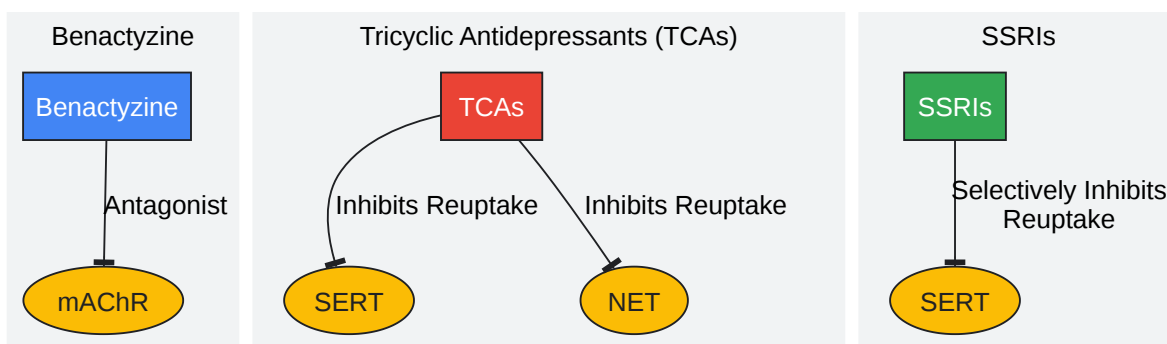 Benactyzine
Benactyzine
Antagonist
mAChR
Tricyclic Antidepressants (TCAs)
TCAs
Inhibits Reuptake
Inhibits Reuptake
SERT
NET
SSRIs
SSRIs
Selectively Inhibits
Reuptake
SERT